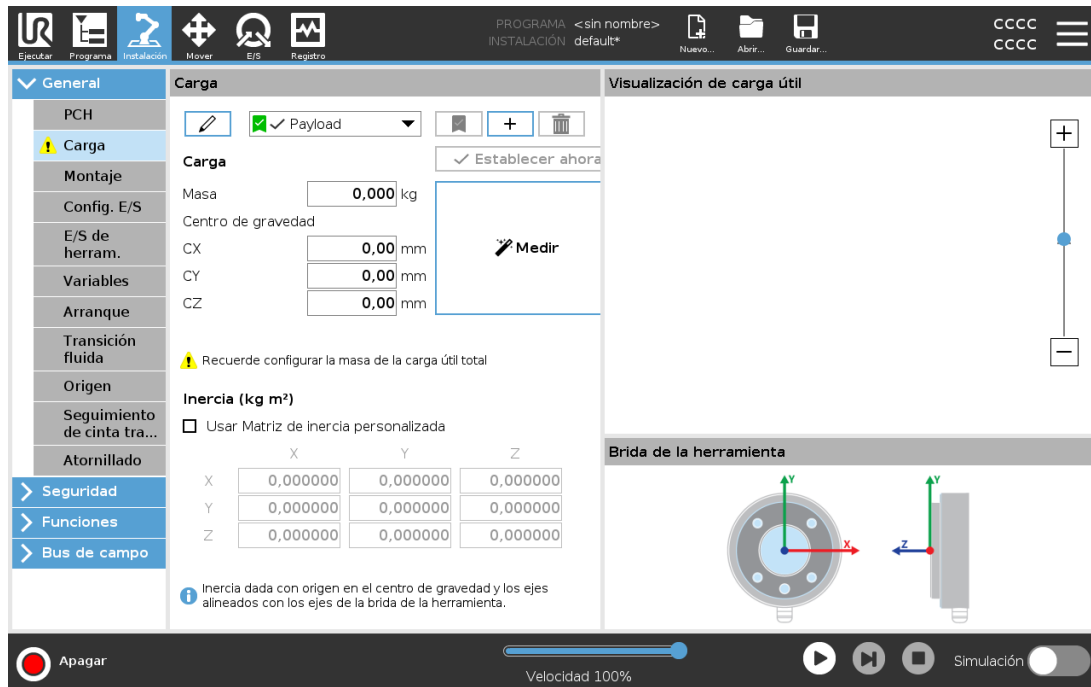 PROGRAMA <sin nombre>
INSTALACIÓN default*
CCCC
CCCC
Ejecutar
Programa
Instalación
Mover
E/S
Registro
Nuevo...
Abrir...
Guardar...
General
PCH
Carga
Montaje
Config. E/S
E/S de
herram.
Variables
Arranque
Transición
fluida
Origen
Seguimiento
de cinta tra...
Atornillado
Seguridad
Funciones
Bus de campo
Carga
Payload
Carga
Establecer ahora
Masa 0,000 kg
Centro de gravedad
CX 0,00 mm
CY 0,00 mm
CZ 0,00 mm
Medir
Recuerde configurar la masa de la carga útil total
Inercia (kg m²)
Usar Matriz de inercia personalizada
X Y Z
X 0,000000 0,000000 0,000000
Y 0,000000 0,000000 0,000000
Z 0,000000 0,000000 0,000000
Inercia dada con origen en el centro de gravedad y los ejes
alineados con los ejes de la brida de la herramienta.
Visualización de carga útil
Brida de la herramienta
Y
X
Y
Z
Apagar
Velocidad 100%
Simulación